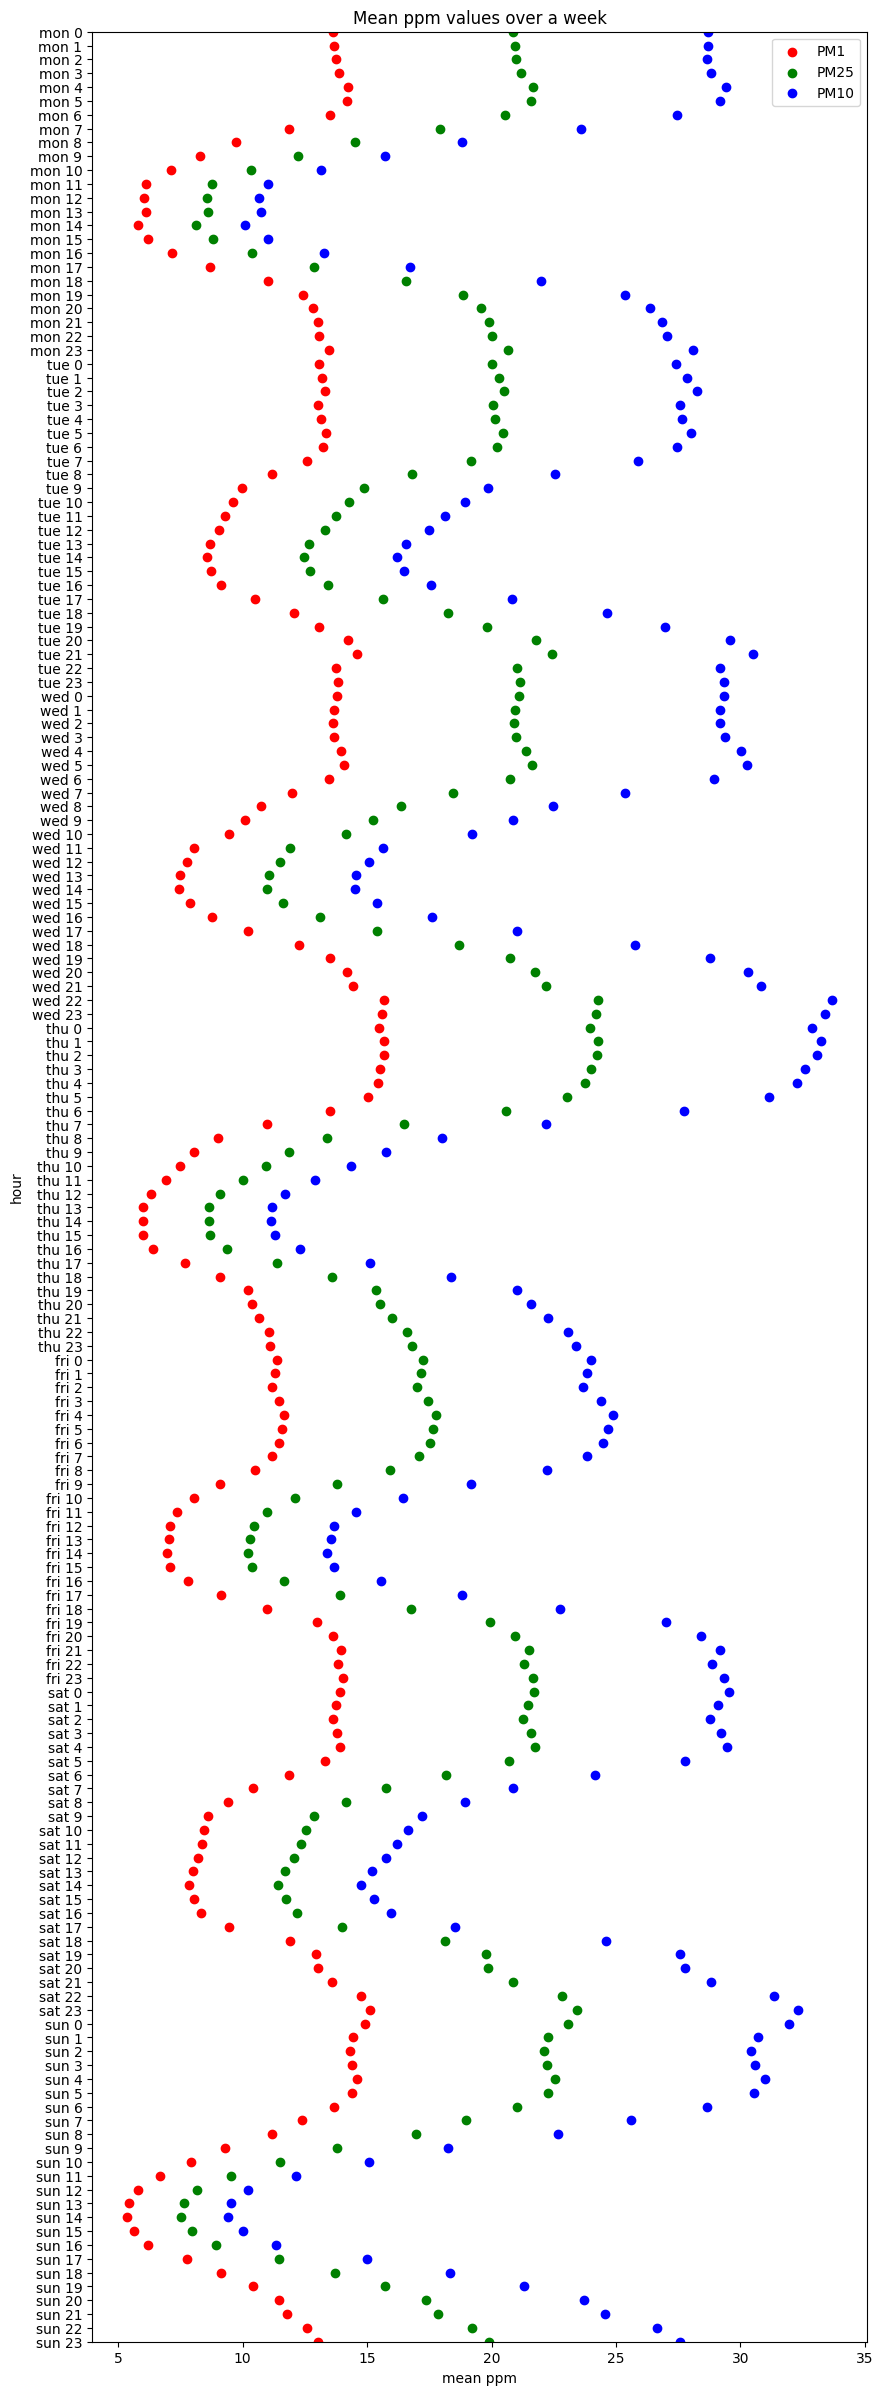 Mean ppm values over a week
PM1
PM25
PM10
mon 0
mon 1
mon 2
mon 3
mon 4
mon 5
mon 6
mon 7
mon 8
mon 9
mon 10
mon 11
mon 12
mon 13
mon 14
mon 15
mon 16
mon 17
mon 18
mon 19
mon 20
mon 21
mon 22
mon 23
tue 0
tue 1
tue 2
tue 3
tue 4
tue 5
tue 6
tue 7
tue 8
tue 9
tue 10
tue 11
tue 12
tue 13
tue 14
tue 15
tue 16
tue 17
tue 18
tue 19
tue 20
tue 21
tue 22
tue 23
wed 0
wed 1
wed 2
wed 3
wed 4
wed 5
wed 6
wed 7
wed 8
wed 9
wed 10
wed 11
wed 12
wed 13
wed 14
wed 15
wed 16
wed 17
wed 18
wed 19
wed 20
wed 21
wed 22
wed 23
thu 0
thu 1
thu 2
thu 3
thu 4
thu 5
thu 6
thu 7
thu 8
thu 9
thu 10
thu 11
thu 12
thu 13
thu 14
thu 15
thu 16
thu 17
thu 18
thu 19
thu 20
thu 21
thu 22
thu 23
fri 0
fri 1
fri 2
fri 3
fri 4
fri 5
fri 6
fri 7
fri 8
fri 9
fri 10
fri 11
fri 12
fri 13
fri 14
fri 15
fri 16
fri 17
fri 18
fri 19
fri 20
fri 21
fri 22
fri 23
sat 0
sat 1
sat 2
sat 3
sat 4
sat 5
sat 6
sat 7
sat 8
sat 9
sat 10
sat 11
sat 12
sat 13
sat 14
sat 15
sat 16
sat 17
sat 18
sat 19
sat 20
sat 21
sat 22
sat 23
sun 0
sun 1
sun 2
sun 3
sun 4
sun 5
sun 6
sun 7
sun 8
sun 9
sun 10
sun 11
sun 12
sun 13
sun 14
sun 15
sun 16
sun 17
sun 18
sun 19
sun 20
sun 21
sun 22
sun 23
hour
5 10 15 20 25 30 35
mean ppm